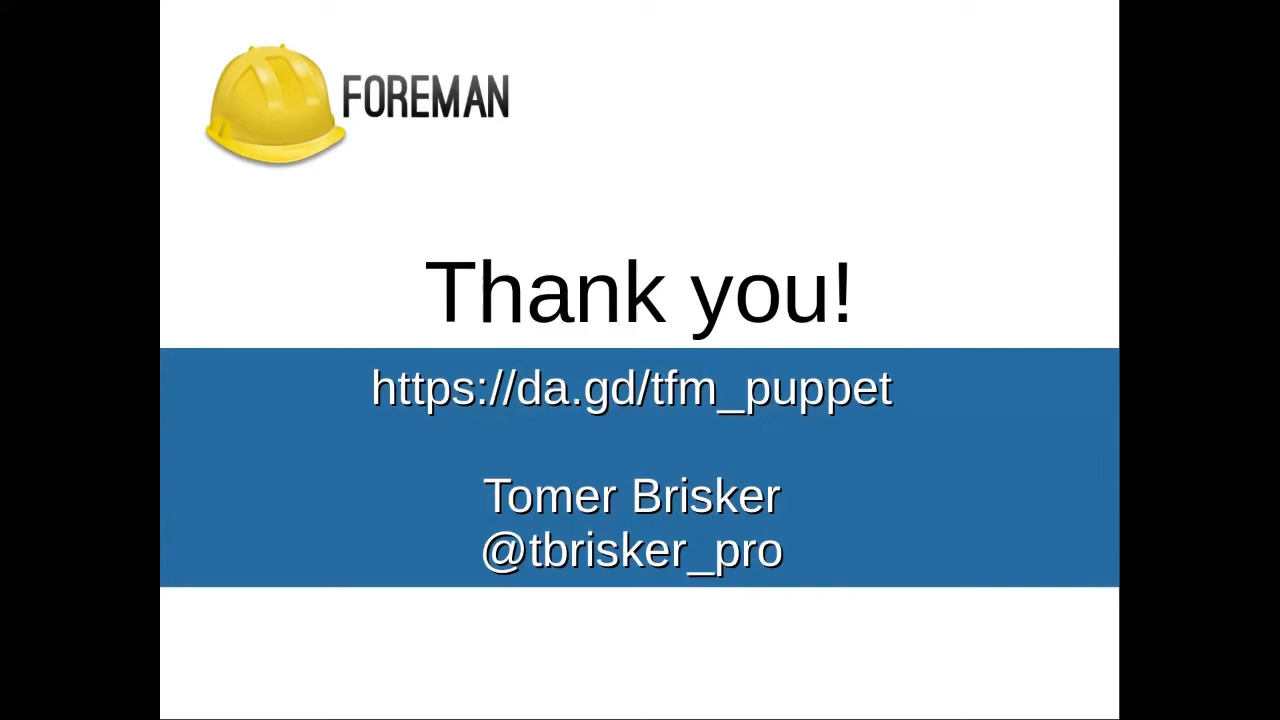 FOREMAN
Thank you!
https://da.gd/tfm_puppet
Tomer Brisker
@tbrisker_pro